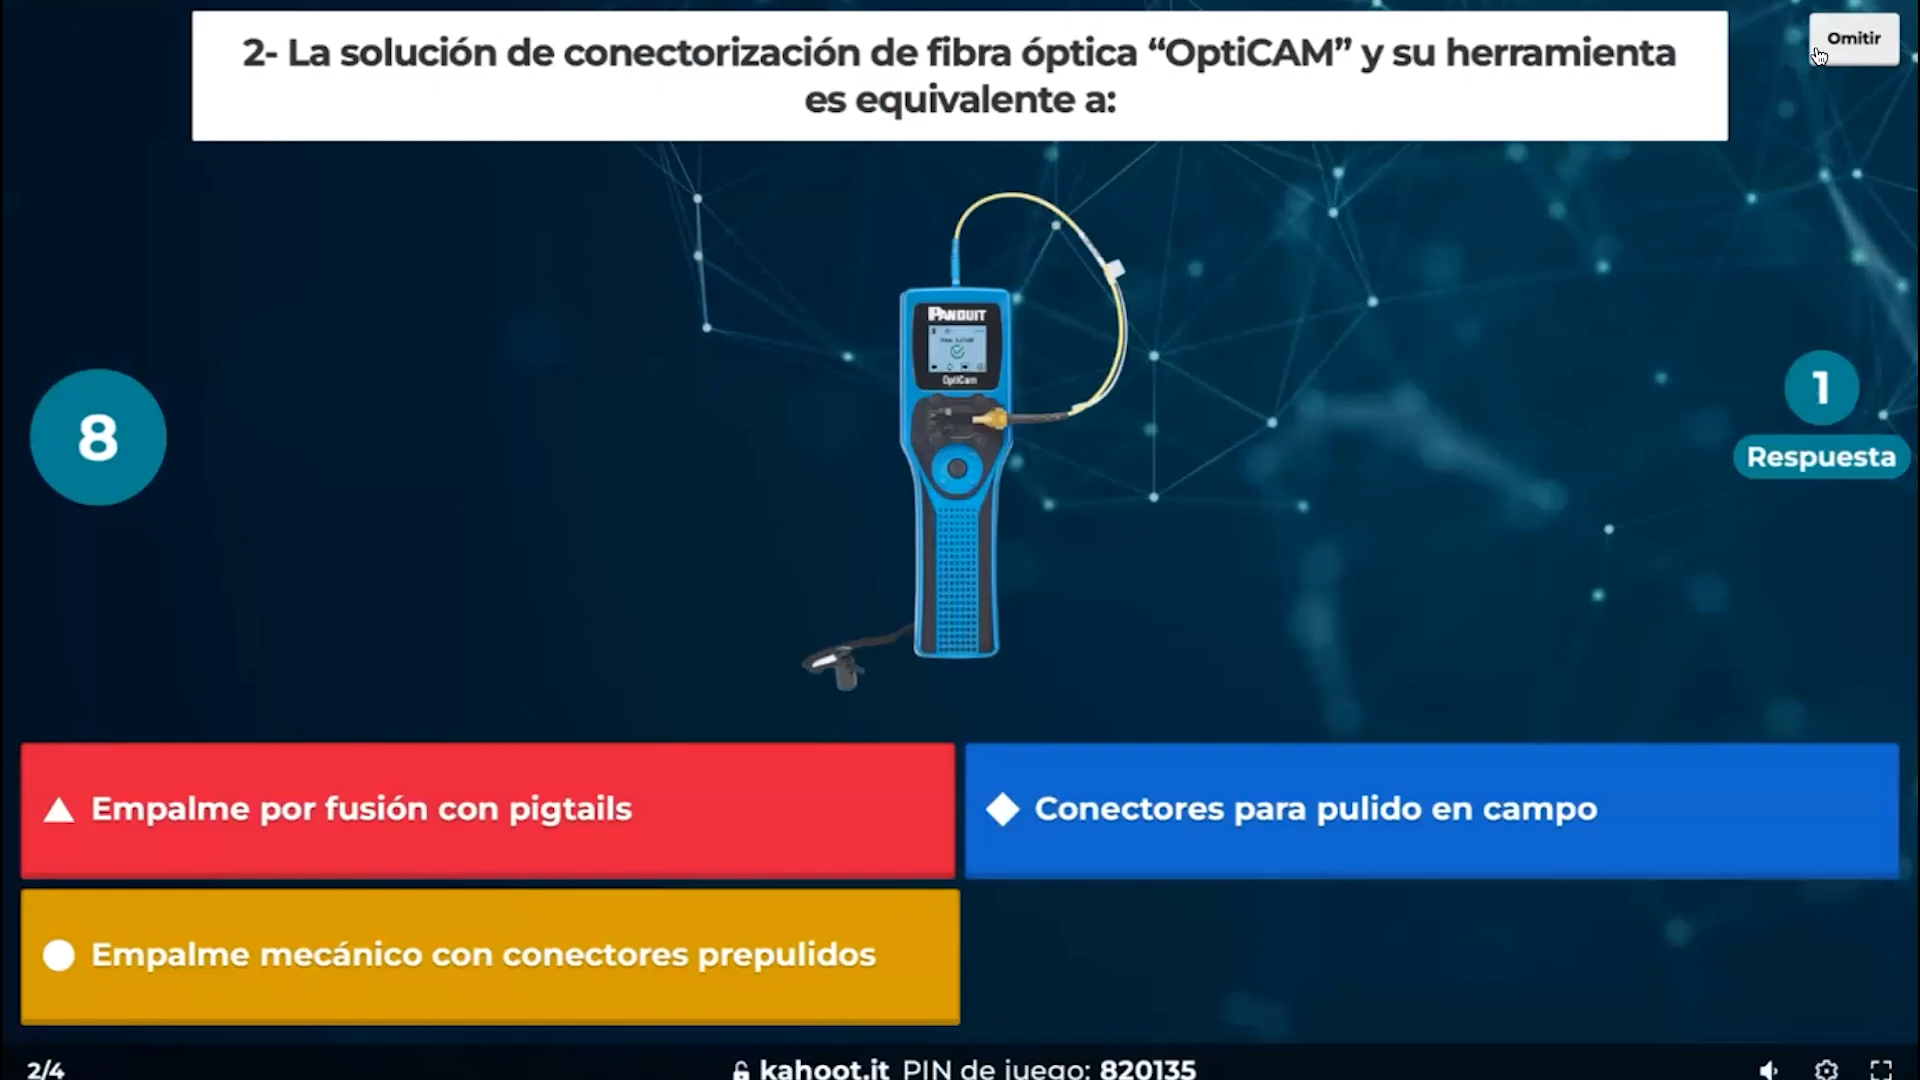 2- La solución de conectorización de fibra óptica “OptiCAM” y su herramienta
es equivalente a:
Omitir
PANDUIT
OptiCam
8
1
Respuesta
Empalme por fusión con pigtails
Conectores para pulido en campo
Empalme mecánico con conectores prepulidos
2/4
kahoot.it PIN de juego: 820135